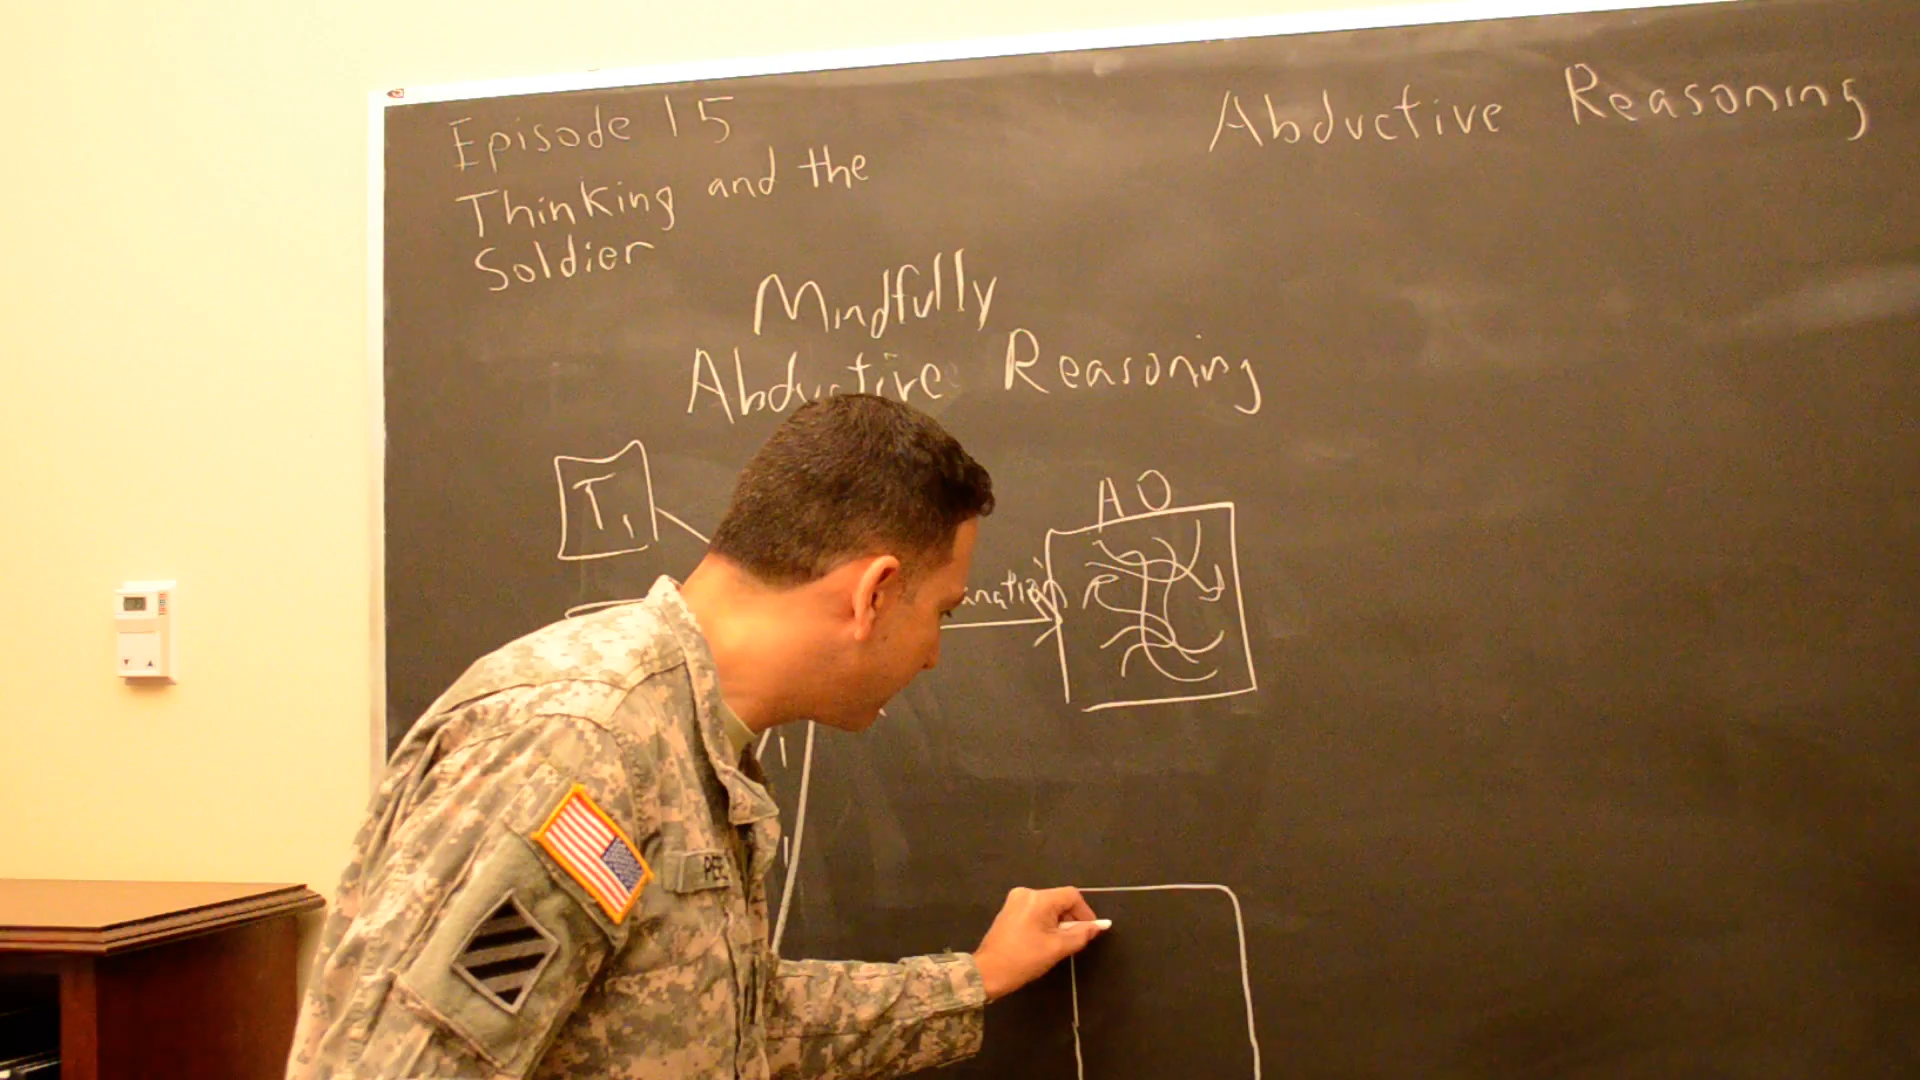 Episode 15
Thinking and the
Soldier
Abductive Reasoning
Mindfully
Abductive Reasoning
T1
AO